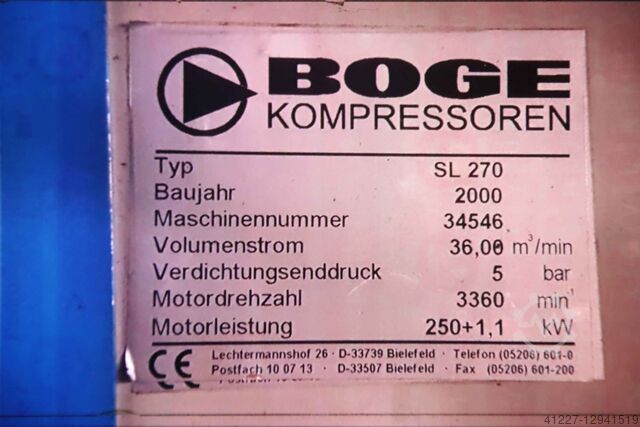 BOGE
KOMPRESSOREN
Typ SL 270
Baujahr 2000
Maschinennummer 34546
Volumenstrom 36,00 m³/min
Verdichtungsenddruck 5 bar
Motordrehzahl 3360 min⁻¹
Motorleistung 250+1,1 kW
CE Lechtermannshof 26 · D-33739 Bielefeld · Telefon (05206) 601-0
Postfach 10 07 13 · D-33507 Bielefeld · Fax (05206) 601-200
41227-12941519